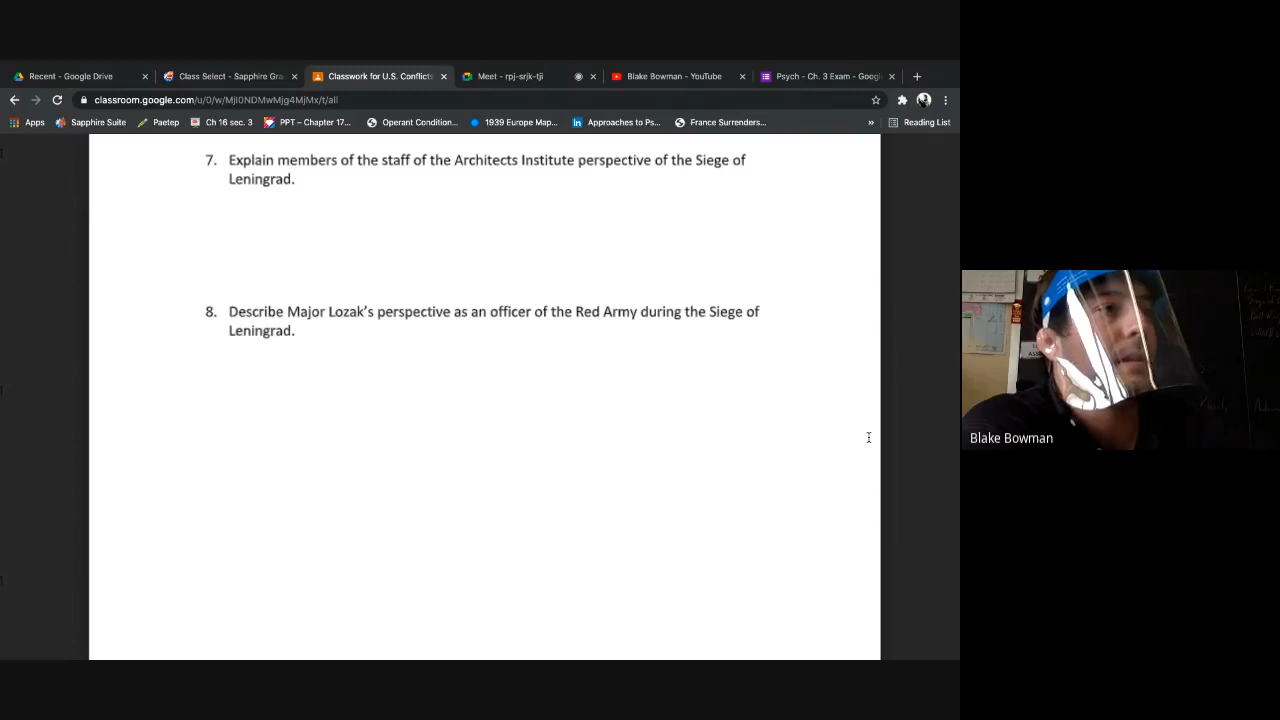 Recent - Google Drive
Class Select - Sapphire Gra
Classwork for U.S. Conflicts
Meet - rpj-srjk-tji
Blake Bowman - YouTube
Psych - Ch. 3 Exam - Googl
classroom.google.com/u/0/w/MjI0NDMwMjg4MjMx/t/all
Apps
Sapphire Suite
Paetep
Ch 16 sec. 3
PPT – Chapter 17...
Operant Condition...
1939 Europe Map...
Approaches to Ps...
France Surrenders...
»
Reading List
7. Explain members of the staff of the Architects Institute perspective of the Siege of
Leningrad.
8. Describe Major Lozak's perspective as an officer of the Red Army during the Siege of
Leningrad.
Blake Bowman